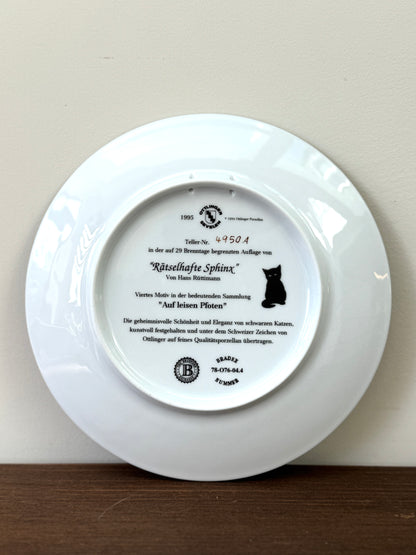 1995
© 1995 Ottlinger Porzellan
Teller-Nr. 4950A
in der auf 29 Brenntage begrenzten Auflage von
"Rätselhafte Sphinx"
Von Hans Rüttimann
Viertes Motiv in der bedeutenden Sammlung
"Auf leisen Pfoten"
Die geheimnisvolle Schönheit und Eleganz von schwarzen Katzen,
kunstvoll festgehalten und unter dem Schweizer Zeichen von
Ottlinger auf feines Qualitätsporzellan übertragen.
B
BRADEX
78-O76-04.4
NUMMER